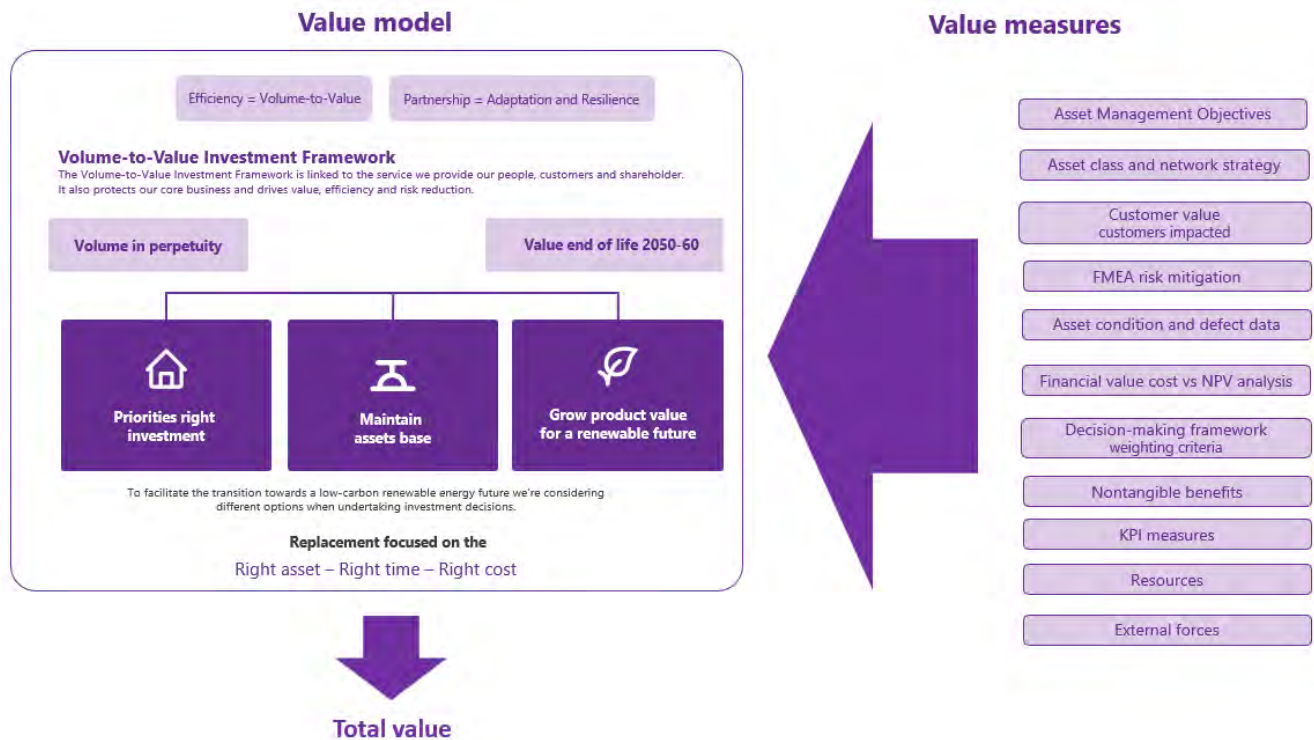 Value model
Efficiency = Volume-to-Value
Partnership = Adaptation and Resilience
Volume-to-Value Investment Framework
The Volume-to-Value Investment Framework is linked to the service we provide our people, customers and shareholder.
It also protects our core business and drives value, efficiency and risk reduction.
Volume in perpetuity
Value end of life 2050-60
Priorities right
investment
Maintain
assets base
Grow product value
for a renewable future
To facilitate the transition towards a low-carbon renewable energy future we're considering
different options when undertaking investment decisions.
Replacement focused on the
Right asset – Right time – Right cost
Total value
Value measures
Asset Management Objectives
Asset class and network strategy
Customer value
customers impacted
FMEA risk mitigation
Asset condition and defect data
Financial value cost vs NPV analysis
Decision-making framework
weighting criteria
Nontangible benefits
KPI measures
Resources
External forces